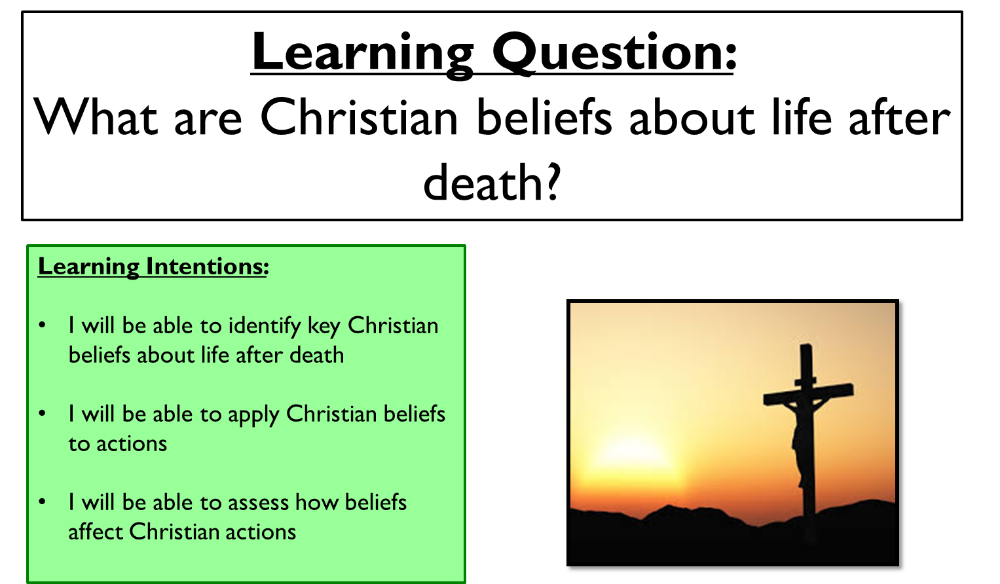 Learning Question:
What are Christian beliefs about life after
death?
Learning Intentions:
• I will be able to identify key Christian
beliefs about life after death
• I will be able to apply Christian beliefs
to actions
• I will be able to assess how beliefs
affect Christian actions